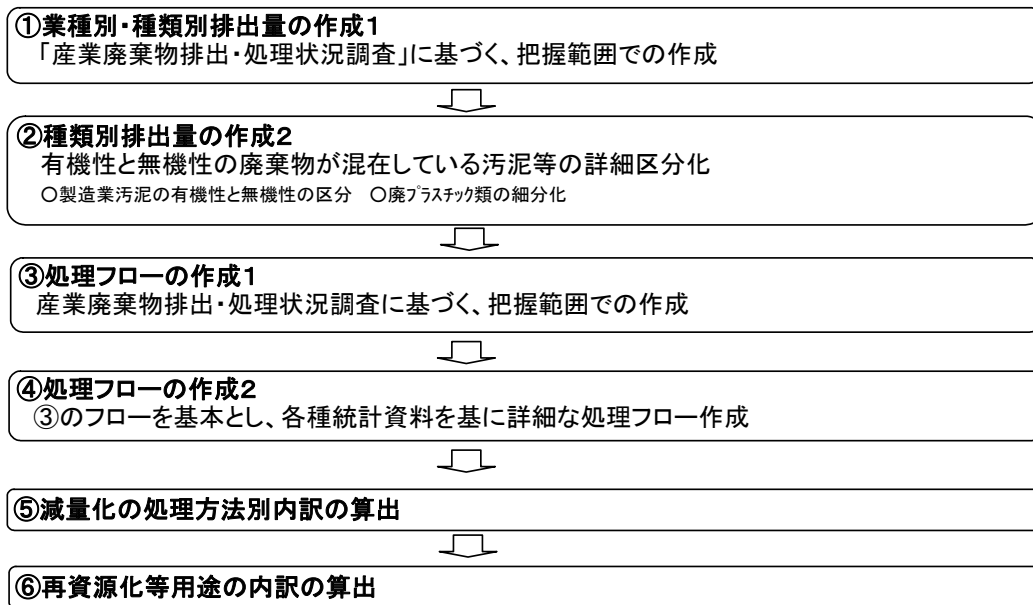 ①業種別・種類別排出量の作成1
「産業廃棄物排出・処理状況調査」に基づく、把握範囲での作成
②種類別排出量の作成2
有機性と無機性の廃棄物が混在している汚泥等の詳細区分化
○製造業汚泥の有機性と無機性の区分　○廃ﾌﾟﾗｽﾁｯｸ類の細分化
③処理フローの作成1
産業廃棄物排出・処理状況調査に基づく、把握範囲での作成
④処理フローの作成2
③のフローを基本とし、各種統計資料を基に詳細な処理フロー作成
⑤減量化の処理方法別内訳の算出
⑥再資源化等用途の内訳の算出